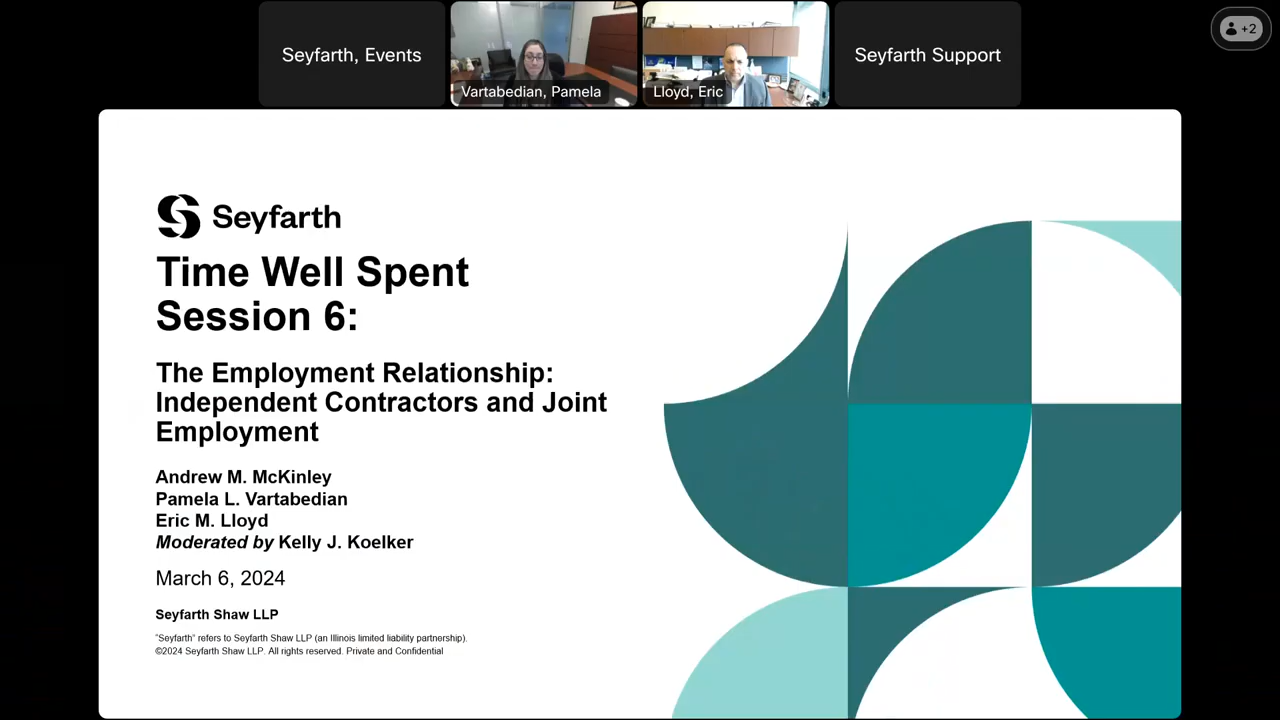 Seyfarth, Events
Vartabedian, Pamela
Lloyd, Eric
Seyfarth Support
+2
Seyfarth
Time Well Spent
Session 6:
The Employment Relationship:
Independent Contractors and Joint
Employment
Andrew M. McKinley
Pamela L. Vartabedian
Eric M. Lloyd
Moderated by Kelly J. Koelker
March 6, 2024
Seyfarth Shaw LLP
"Seyfarth" refers to Seyfarth Shaw LLP (an Illinois limited liability partnership).
©2024 Seyfarth Shaw LLP. All rights reserved. Private and Confidential